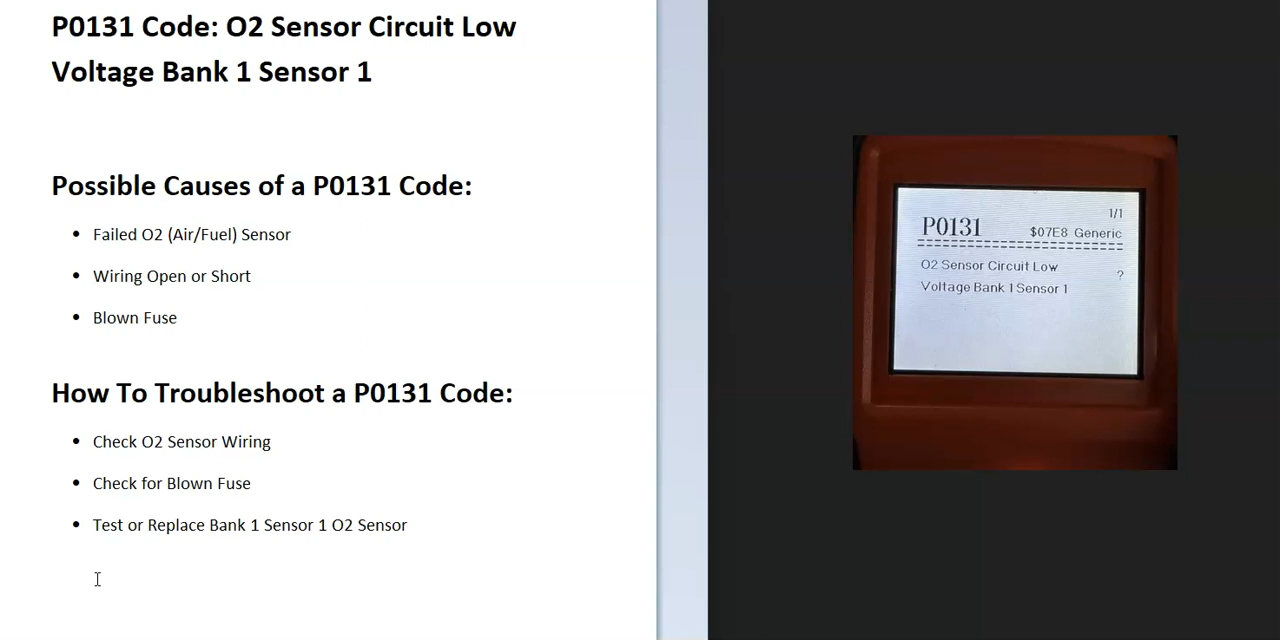 P0131 Code: O2 Sensor Circuit Low
Voltage Bank 1 Sensor 1
Possible Causes of a P0131 Code:
• Failed O2 (Air/Fuel) Sensor
• Wiring Open or Short
• Blown Fuse
How To Troubleshoot a P0131 Code:
• Check O2 Sensor Wiring
• Check for Blown Fuse
• Test or Replace Bank 1 Sensor 1 O2 Sensor
1/1
P0131
$07E8 Generic
O2 Sensor Circuit Low
?
Voltage Bank 1 Sensor 1